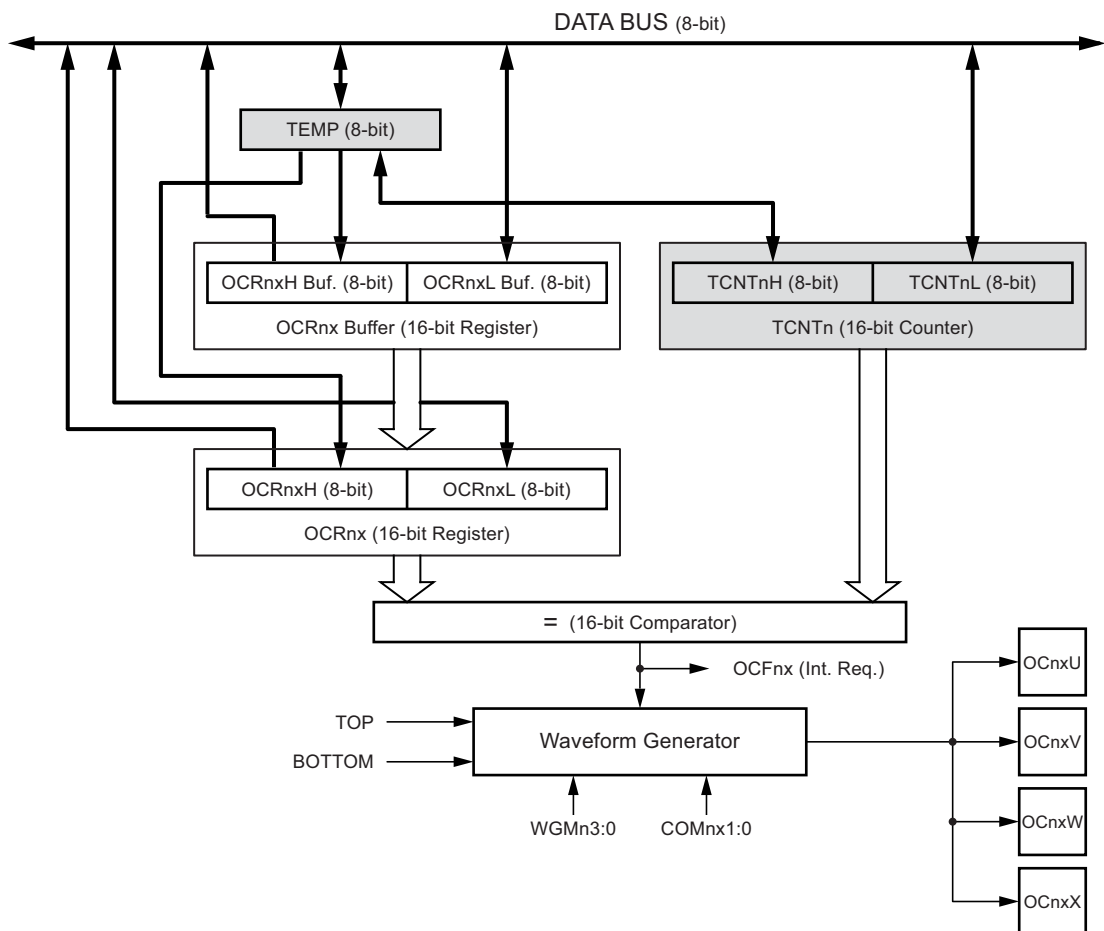 DATA BUS (8-bit)
TEMP (8-bit)
OCRnxH Buf. (8-bit)
OCRnxL Buf. (8-bit)
OCRnx Buffer (16-bit Register)
TCNTnH (8-bit)
TCNTnL (8-bit)
TCNTn (16-bit Counter)
OCRnxH (8-bit)
OCRnxL (8-bit)
OCRnx (16-bit Register)
= (16-bit Comparator)
OCFnx (Int. Req.)
TOP
BOTTOM
Waveform Generator
WGMn3:0
COMnx1:0
OCnxU
OCnxV
OCnxW
OCnxX